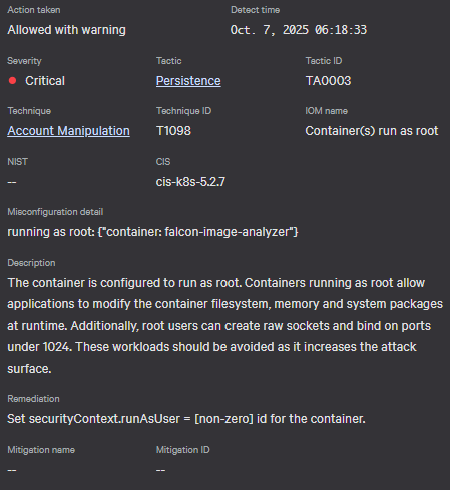 Action taken Detect time
Allowed with warning Oct. 7, 2025 06:18:33
Severity Tactic Tactic ID
Critical Persistence TA0003
Technique Technique ID IOM name
Account Manipulation T1098 Container(s) run as root
NIST CIS
-- cis-k8s-5.2.7
Misconfiguration detail
running as root: {"container: falcon-image-analyzer"}
Description
The container is configured to run as root. Containers running as root allow
applications to modify the container filesystem, memory and system packages
at runtime. Additionally, root users can create raw sockets and bind on ports
under 1024. These workloads should be avoided as it increases the attack
surface.
Remediation
Set securityContext.runAsUser = [non-zero] id for the container.
Mitigation name Mitigation ID
-- --